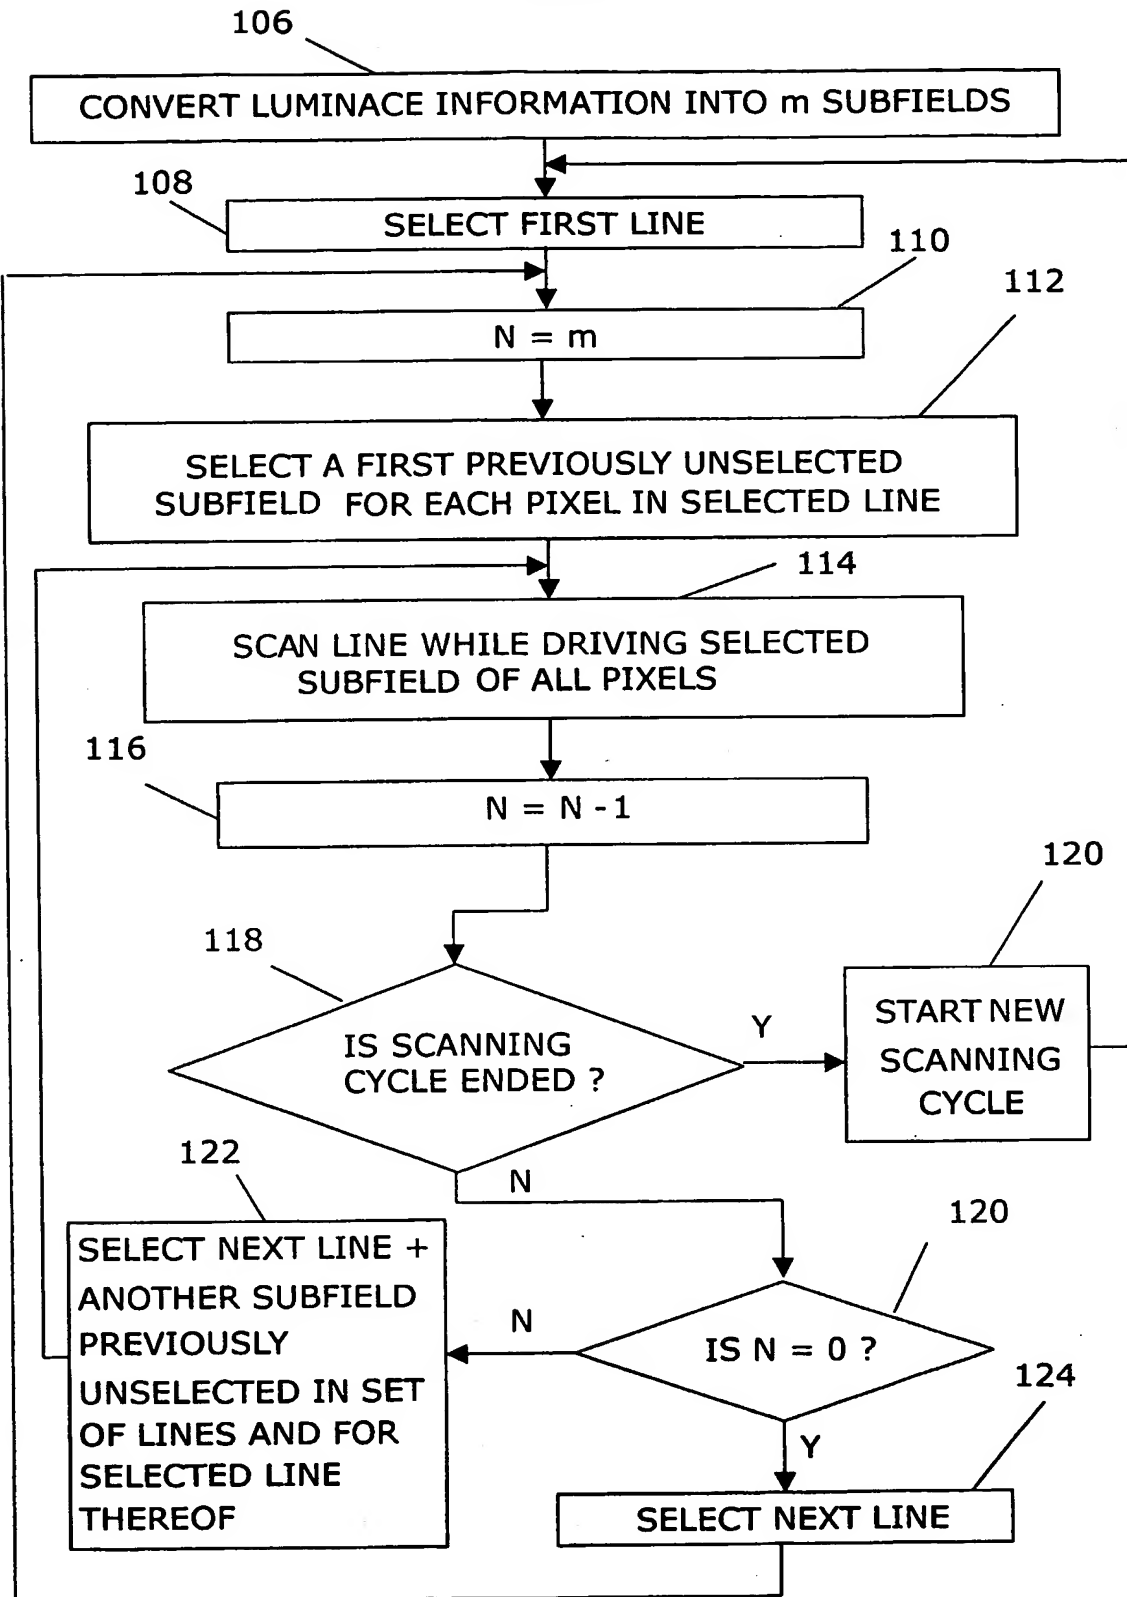 106
CONVERT LUMINACE INFORMATION INTO m SUBFIELDS
108
SELECT FIRST LINE
110
N = m
112
SELECT A FIRST PREVIOUSLY UNSELECTED
SUBFIELD FOR EACH PIXEL IN SELECTED LINE
114
SCAN LINE WHILE DRIVING SELECTED
SUBFIELD OF ALL PIXELS
116
N = N - 1
118
IS SCANNING
CYCLE ENDED ?
Y
120
START NEW
SCANNING
CYCLE
N
120
IS N = 0 ?
N
122
SELECT NEXT LINE +
ANOTHER SUBFIELD
PREVIOUSLY
UNSELECTED IN SET
OF LINES AND FOR
SELECTED LINE
THEREOF
Y
124
SELECT NEXT LINE